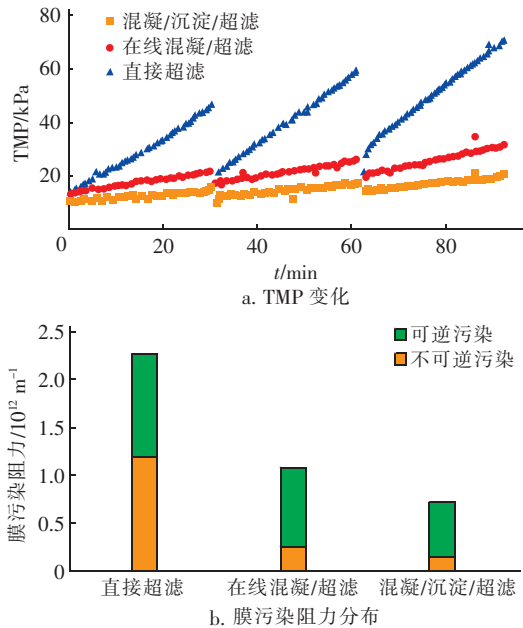 80
60
40
20
0
TMP/kPa
混凝/沉淀/超滤
在线混凝/超滤
直接超滤
20
40
60
80
t/min
a. TMP 变化
2.5
2.0
1.5
1.0
0.5
0
膜污染阻力/10¹² m⁻¹
可逆污染
不可逆污染
直接超滤
在线混凝/超滤
混凝/沉淀/超滤
b. 膜污染阻力分布